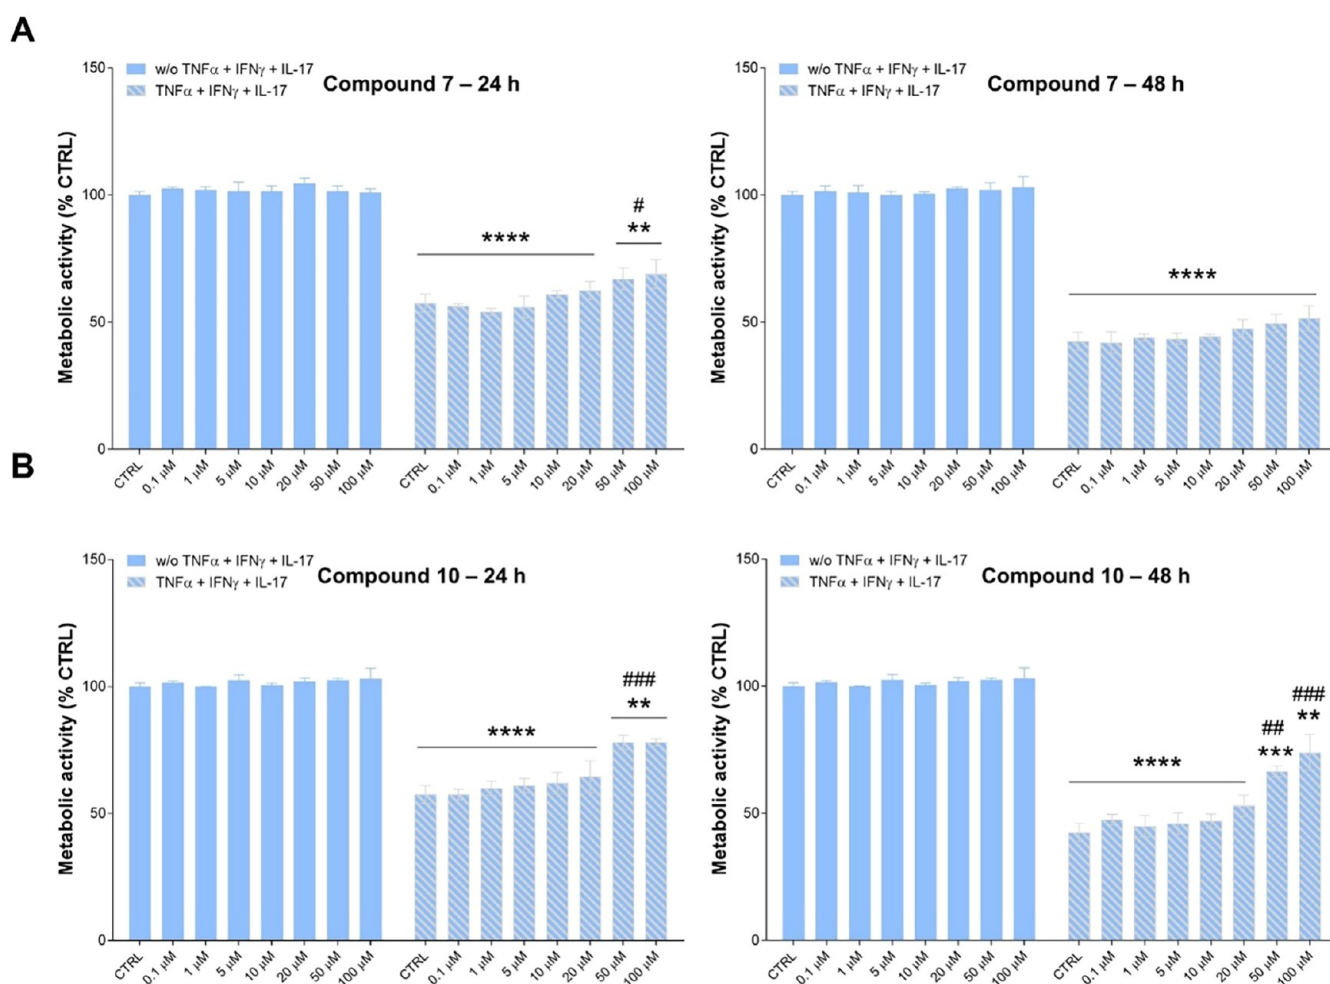 A
150
w/o TNFα + IFNγ + IL-17
TNFα + IFNγ + IL-17
Compound 7 – 24 h
Metabolic activity (% CTRL)
100
50
0
****
#
**
CTRL 0.1 μM 1 μM 5 μM 10 μM 20 μM 50 μM 100 μM CTRL 0.1 μM 1 μM 5 μM 10 μM 20 μM 50 μM 100 μM
150
w/o TNFα + IFNγ + IL-17
TNFα + IFNγ + IL-17
Compound 7 – 48 h
Metabolic activity (% CTRL)
100
50
0
****
CTRL 0.1 μM 1 μM 5 μM 10 μM 20 μM 50 μM 100 μM CTRL 0.1 μM 1 μM 5 μM 10 μM 20 μM 50 μM 100 μM
B
150
w/o TNFα + IFNγ + IL-17
TNFα + IFNγ + IL-17
Compound 10 – 24 h
Metabolic activity (% CTRL)
100
50
0
****
###
**
CTRL 0.1 μM 1 μM 5 μM 10 μM 20 μM 50 μM 100 μM CTRL 0.1 μM 1 μM 5 μM 10 μM 20 μM 50 μM 100 μM
150
w/o TNFα + IFNγ + IL-17
TNFα + IFNγ + IL-17
Compound 10 – 48 h
Metabolic activity (% CTRL)
100
50
0
****
##
***
###
**
CTRL 0.1 μM 1 μM 5 μM 10 μM 20 μM 50 μM 100 μM CTRL 0.1 μM 1 μM 5 μM 10 μM 20 μM 50 μM 100 μM